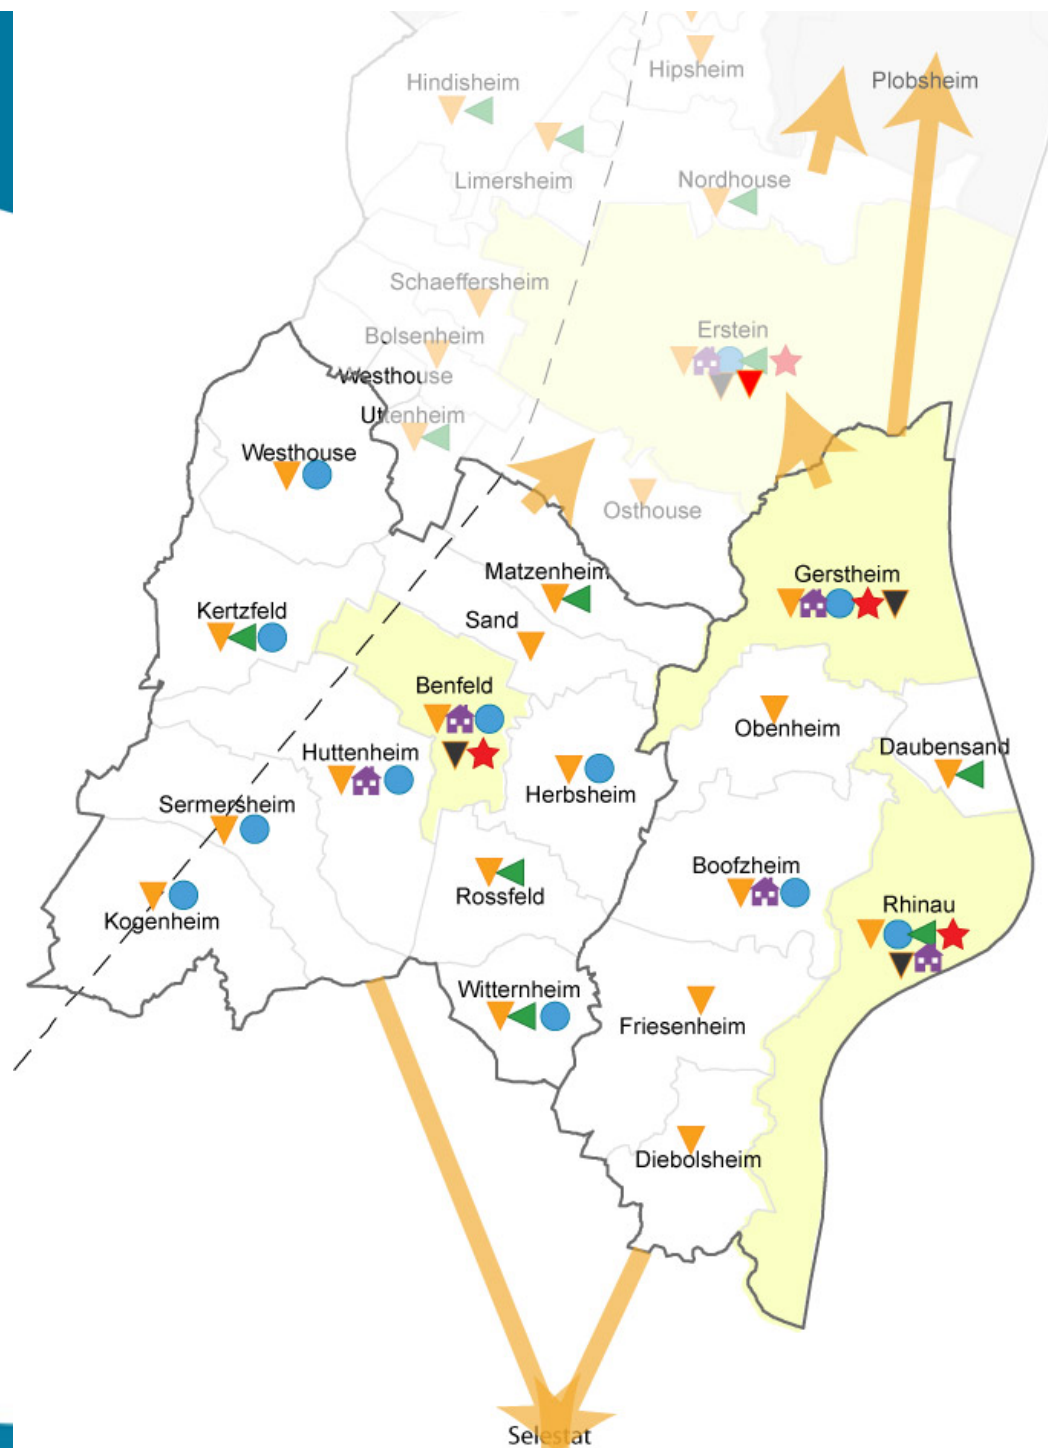 Hipsheim
Hindisheim
Plobsheim
Limersheim
Nordhouse
Schaeffersheim
Erstein
Bolsenheim
Westhouse
Uttenheim
Westhouse
Osthouse
Matzenheim
Gerstheim
Kertzfeld
Sand
Benfeld
Obenheim
Huttenheim
Daubensand
Herbsheim
Sermersheim
Boofzheim
Rossfeld
Rhinau
Kogenheim
Witternheim
Friesenheim
Diebolsheim
Selestat